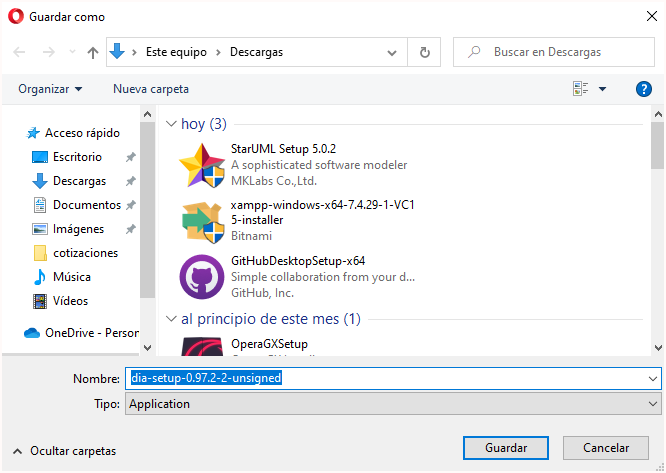 Guardar como
Este equipo > Descargas
Buscar en Descargas
Organizar
Nueva carpeta
Acceso rápido
Escritorio
Descargas
Documentos
Imágenes
cotizaciones
Música
Vídeos
OneDrive - Person
hoy (3)
StarUML Setup 5.0.2
A sophisticated software modeler
MKLabs Co.,Ltd.
xampp-windows-x64-7.4.29-1-VC1
5-installer
Bitnami
GitHubDesktopSetup-x64
Simple collaboration from your d...
GitHub, Inc.
al principio de este mes (1)
OperaGXSetup
Nombre:
dia-setup-0.97.2-2-unsigned
Tipo:
Application
Ocultar carpetas
Guardar
Cancelar